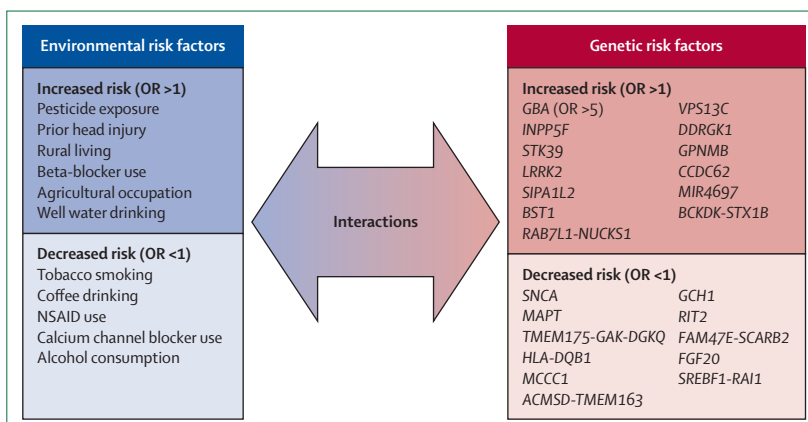 Environmental risk factors
Increased risk (OR >1)
Pesticide exposure
Prior head injury
Rural living
Beta-blocker use
Agricultural occupation
Well water drinking
Decreased risk (OR <1)
Tobacco smoking
Coffee drinking
NSAID use
Calcium channel blocker use
Alcohol consumption
Interactions
Genetic risk factors
Increased risk (OR >1)
GBA (OR >5)
INPP5F
STK39
LRRK2
SIPA1L2
BST1
RAB7L1-NUCKS1
VPS13C
DDRGK1
GPNMB
CCDC62
MIR4697
BCKDK-STX1B
Decreased risk (OR <1)
SNCA
MAPT
TMEM175-GAK-DGKQ
HLA-DQB1
MCCC1
ACMSD-TMEM163
GCH1
RIT2
FAM47E-SCARB2
FGF20
SREBF1-RAI1